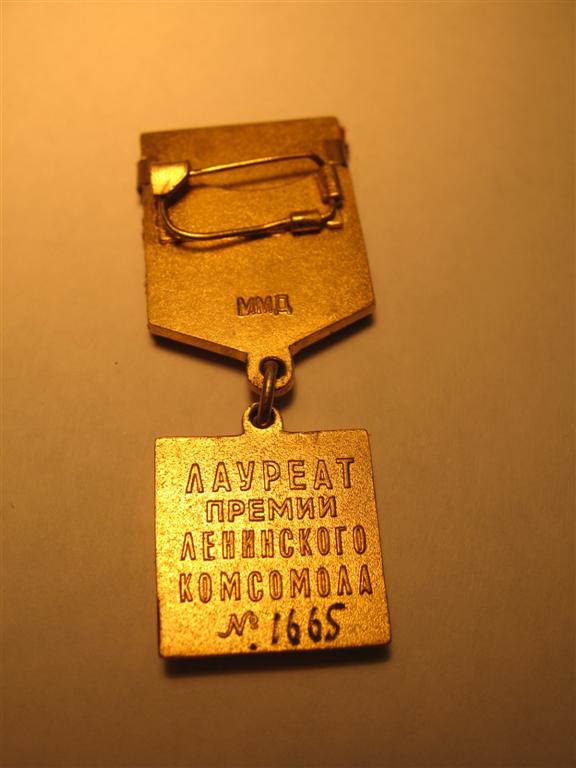 ММД
ЛАУРЕАТ
ПРЕМИИ
ЛЕНИНСКОГО
КОМСОМОЛА
№ 1665